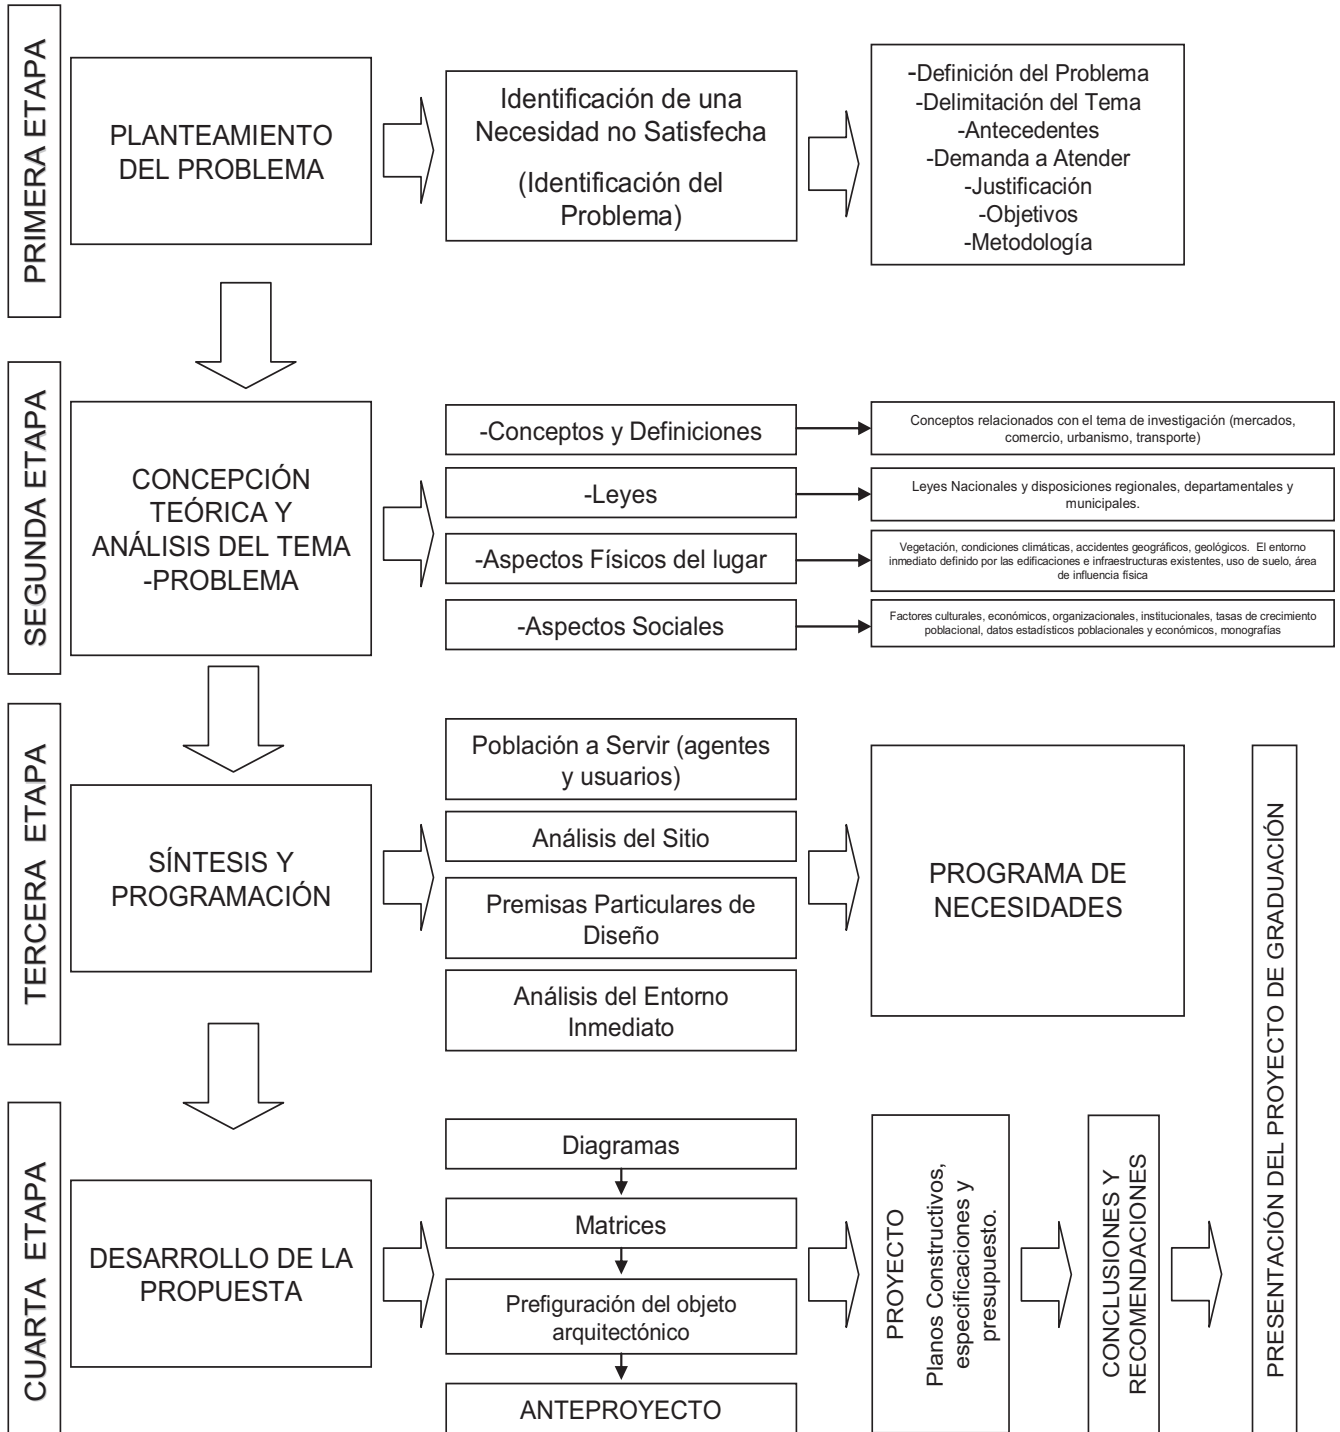 PRIMERA ETAPA
PLANTEAMIENTO
DEL PROBLEMA
Identificación de una
Necesidad no Satisfecha
(Identificación del
Problema)
-Definición del Problema
-Delimitación del Tema
-Antecedentes
-Demanda a Atender
-Justificación
-Objetivos
-Metodología
SEGUNDA ETAPA
CONCEPCIÓN
TEÓRICA Y
ANÁLISIS DEL TEMA
-PROBLEMA
-Conceptos y Definiciones
Conceptos relacionados con el tema de investigación (mercados,
comercio, urbanismo, transporte)
-Leyes
Leyes Nacionales y disposiciones regionales, departamentales y
municipales.
-Aspectos Físicos del lugar
Vegetación, condiciones climáticas, accidentes geográficos, geológicos. El entorno
inmediato definido por las edificaciones e infraestructuras existentes, uso de suelo, área
de influencia física
-Aspectos Sociales
Factores culturales, económicos, organizacionales, institucionales, tasas de crecimiento
poblacional, datos estadísticos poblacionales y económicos, monografías
TERCERA ETAPA
SÍNTESIS Y
PROGRAMACIÓN
Población a Servir (agentes
y usuarios)
Análisis del Sitio
Premisas Particulares de
Diseño
Análisis del Entorno
Inmediato
PROGRAMA DE
NECESIDADES
CUARTA ETAPA
DESARROLLO DE LA
PROPUESTA
Diagramas
Matrices
Prefiguración del objeto
arquitectónico
ANTEPROYECTO
PROYECTO
Planos Constructivos,
especificaciones y
presupuesto.
CONCLUSIONES Y
RECOMENDACIONES
PRESENTACIÓN DEL PROYECTO DE GRADUACIÓN